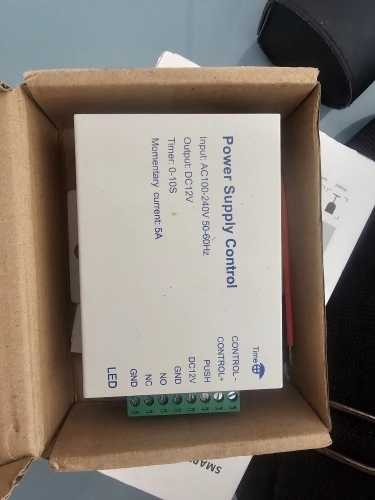 Power Supply Control
Input: AC100-240V 50-60Hz
Output: DC12V
Timer: 0-10S
Momentary current: 5A
Time
CONTROL-
CONTROL+
PUSH
DC12V
GND
NO
NC
GND
LED
SMAR